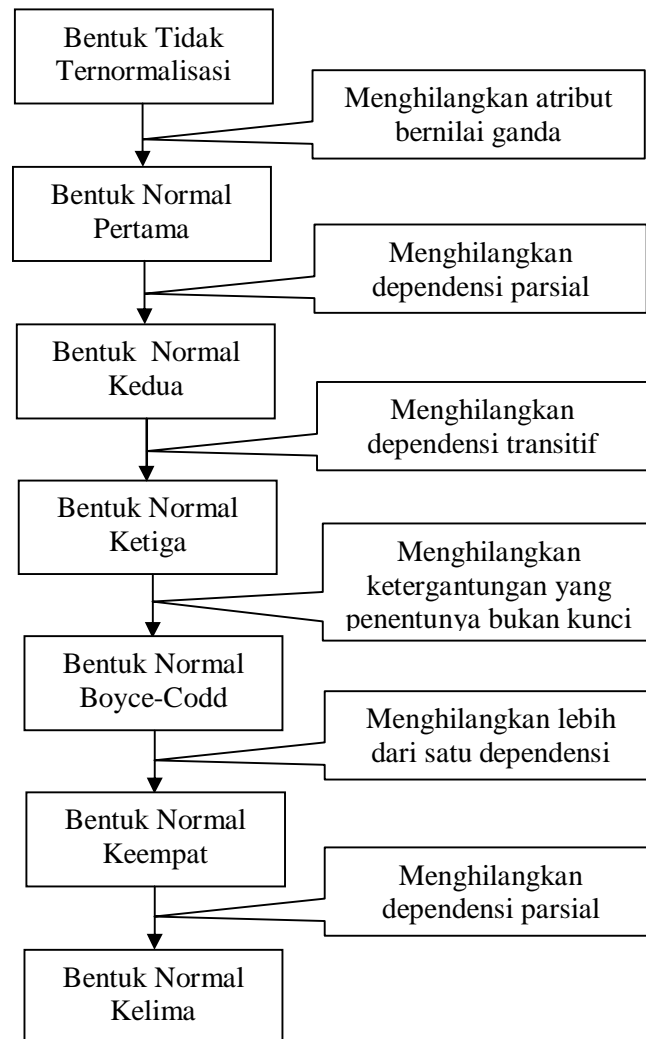 Bentuk Tidak
Ternormalisasi
Menghilangkan atribut
bernilai ganda
Bentuk Normal
Pertama
Menghilangkan
dependensi parsial
Bentuk Normal
Kedua
Menghilangkan
dependensi transitif
Bentuk Normal
Ketiga
Menghilangkan
ketergantungan yang
penentunya bukan kunci
Bentuk Normal
Boyce-Codd
Menghilangkan lebih
dari satu dependensi
Bentuk Normal
Keempat
Menghilangkan
dependensi parsial
Bentuk Normal
Kelima